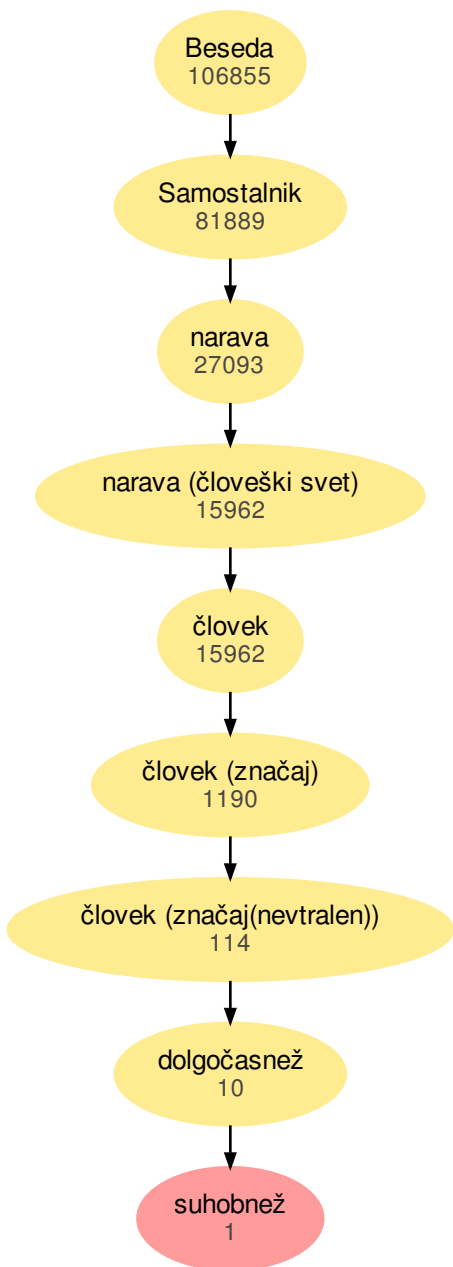 Beseda
106855
Samostalnik
81889
narava
27093
narava (človeški svet)
15962
človek
15962
človek (značaj)
1190
človek (značaj(nevtralen))
114
dolgočasnež
10
suhobnež
1